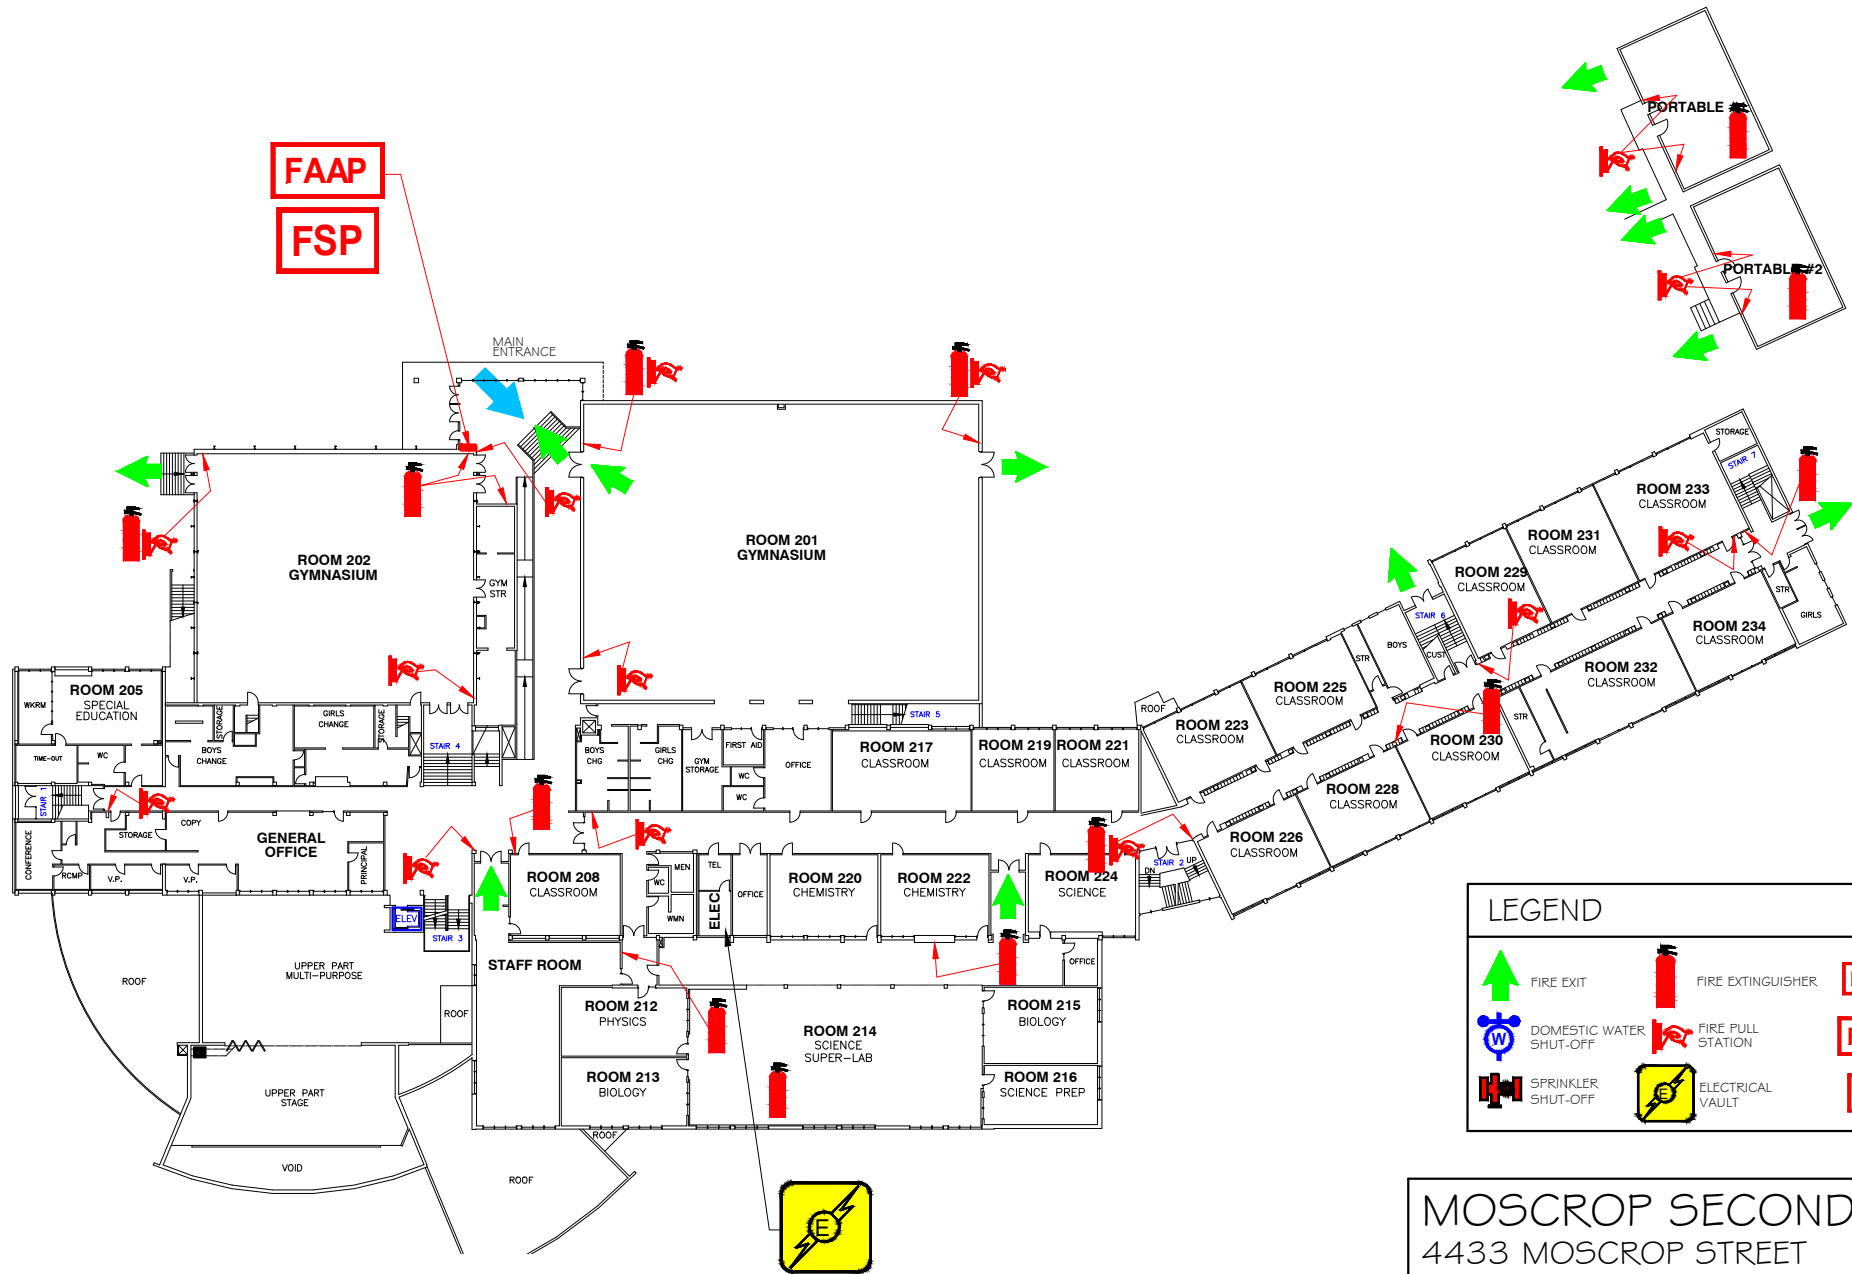 PORTABLE #
PORTABLE #2
FAAP
FSP
MAIN
ENTRANCE
ROOM 202
GYMNASIUM
GYM
STR
ROOM 201
GYMNASIUM
STORAGE
STAIR 7
ROOM 233
CLASSROOM
ROOM 231
CLASSROOM
ROOM 229
CLASSROOM
STR
GIRLS
ROOM 234
CLASSROOM
ROOM 232
CLASSROOM
STAIR 6
BOYS
CUST
STR
ROOM 225
CLASSROOM
ROOF
ROOM 223
CLASSROOM
STR
ROOM 230
CLASSROOM
ROOM 228
CLASSROOM
ROOM 226
CLASSROOM
WKRM
ROOM 205
SPECIAL
EDUCATION
TIME-OUT
WC
BOYS
CHANGE
STORAGE
GIRLS
CHANGE
STORAGE
STAIR 4
STAIR 5
BOYS
CHG
GIRLS
CHG
GYM
STORAGE
FIRST AID
WC
WC
OFFICE
ROOM 217
CLASSROOM
ROOM 219
CLASSROOM
ROOM 221
CLASSROOM
STAIR 1
CONFERENCE
RCMP
STORAGE
COPY
V.P.
V.P.
GENERAL
OFFICE
PRINCIPAL
ELEV
STAIR 3
ROOM 208
CLASSROOM
WC
MEN
WMN
TEL
ELEC
OFFICE
ROOM 220
CHEMISTRY
ROOM 222
CHEMISTRY
ROOM 224
SCIENCE
STAIR 2
UP
DN
STAFF ROOM
OFFICE
ROOF
UPPER PART
MULTI-PURPOSE
ROOF
ROOM 212
PHYSICS
ROOM 213
BIOLOGY
ROOM 214
SCIENCE
SUPER-LAB
ROOM 215
BIOLOGY
ROOM 216
SCIENCE PREP
UPPER PART
STAGE
VOID
ROOF
ROOF
E
LEGEND
FIRE EXIT
FIRE EXTINGUISHER
W
DOMESTIC WATER
SHUT-OFF
FIRE PULL
STATION
SPRINKLER
SHUT-OFF
E
ELECTRICAL
VAULT
MOSCROP SECOND
4433 MOSCROP STREET